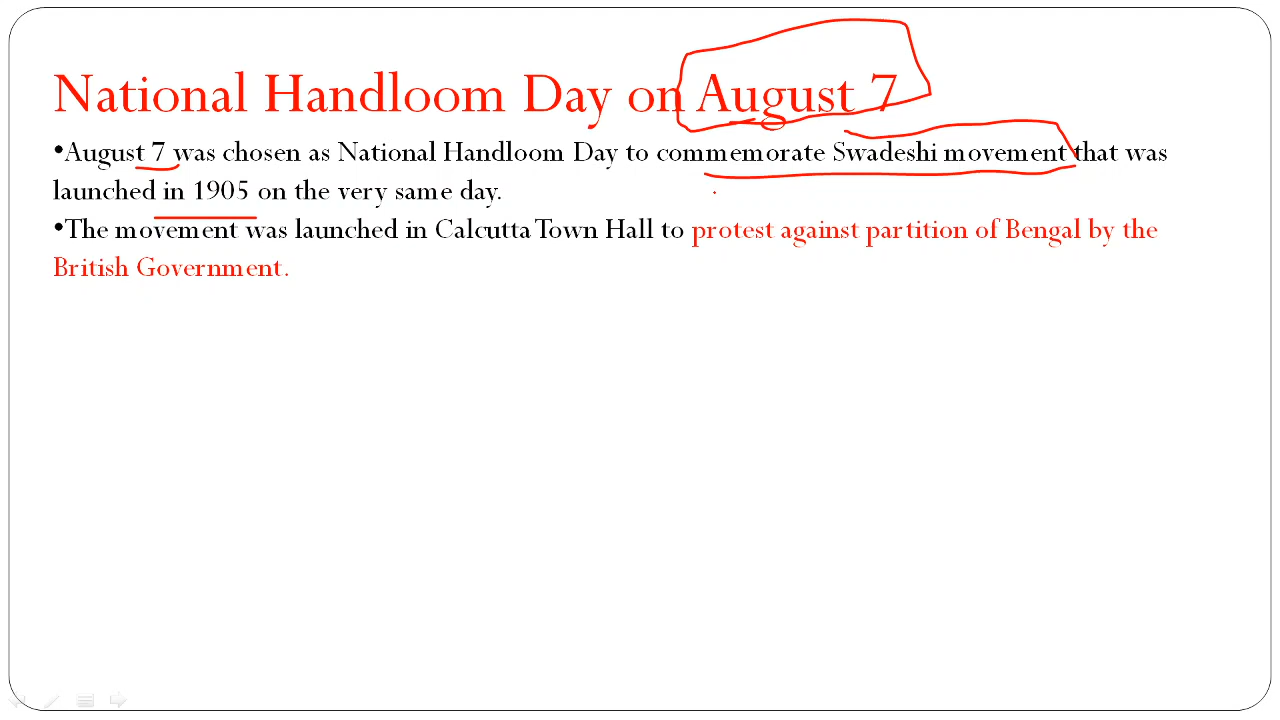 National Handloom Day on August 7
•August 7 was chosen as National Handloom Day to commemorate Swadeshi movement that was
launched in 1905 on the very same day.
•The movement was launched in Calcutta Town Hall to protest against partition of Bengal by the
British Government.